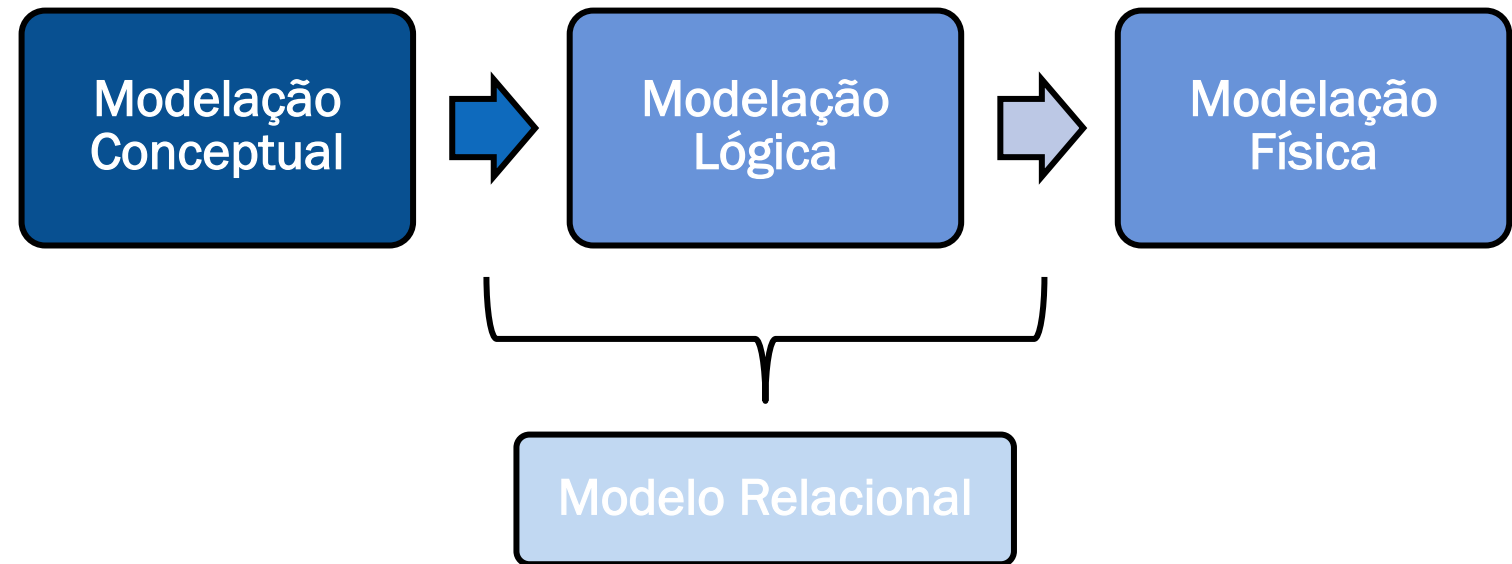 Modelação
Conceptual
Modelação
Lógica
Modelação
Física
Modelo Relacional